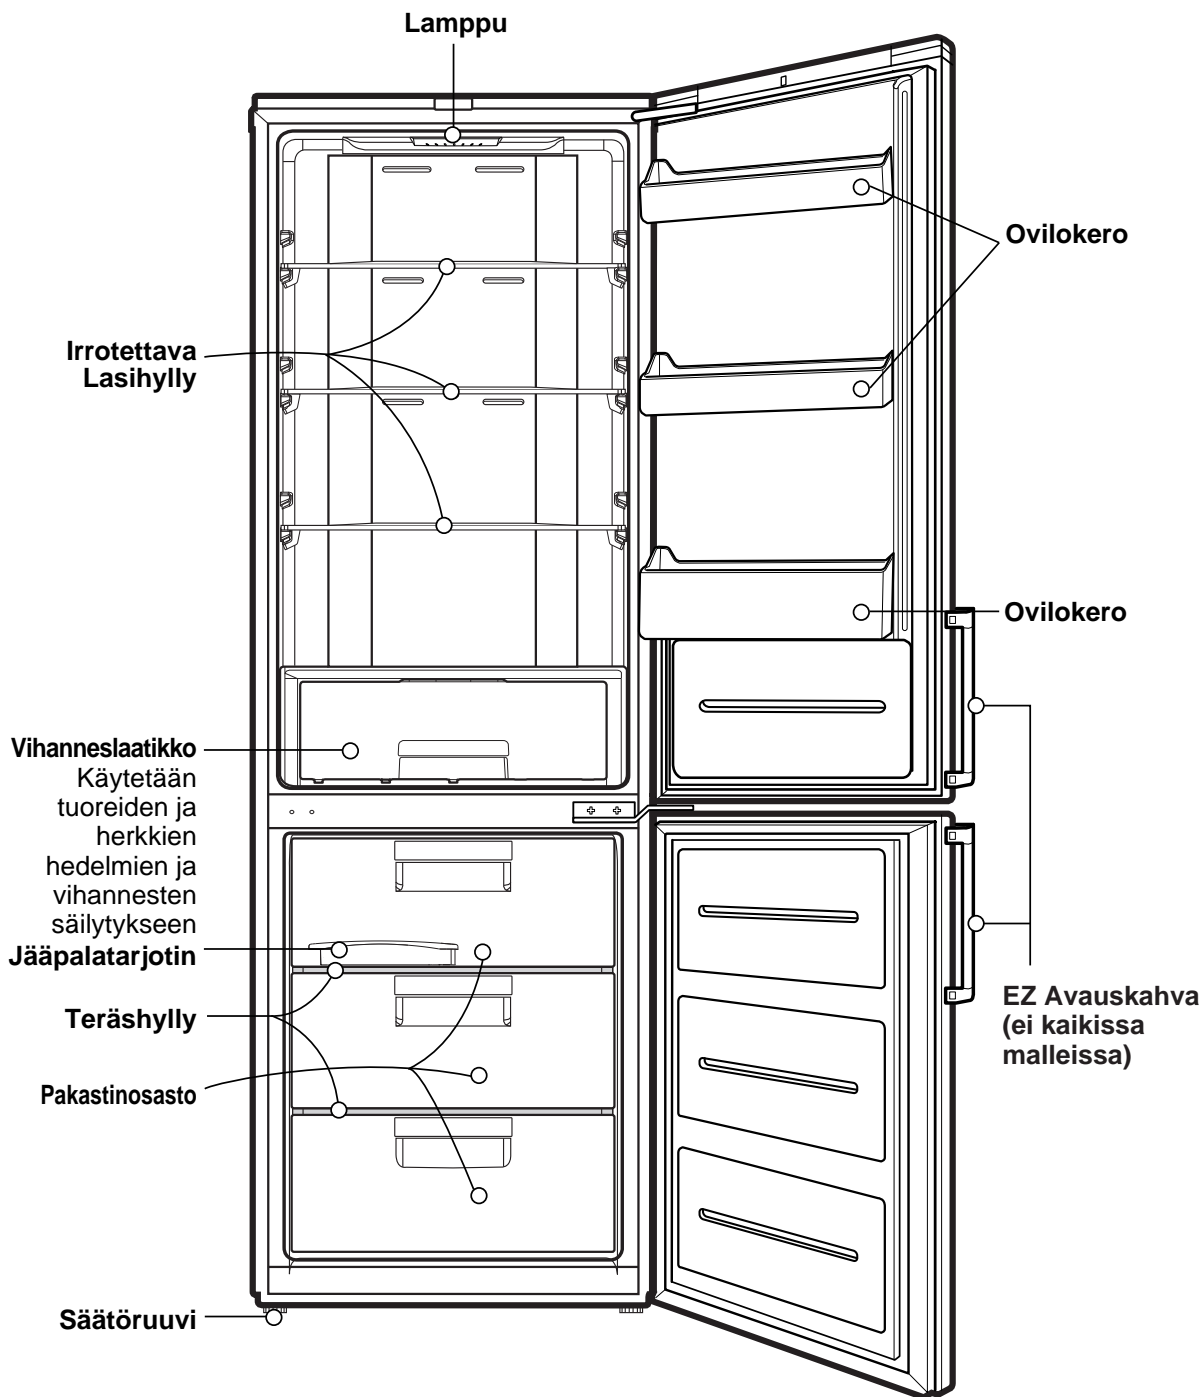 Lamppu
Ovilokero
Irrotettava
Lasihylly
Ovilokero
Vihanneslaatikko
Käytetään
tuoreiden ja
herkkien
hedelmien ja
vihannesten
säilytykseen
Jääpalatarjotin
Teräshylly
EZ Avauskahva
(ei kaikissa
malleissa)
Pakastinosasto
Säätöruuvi